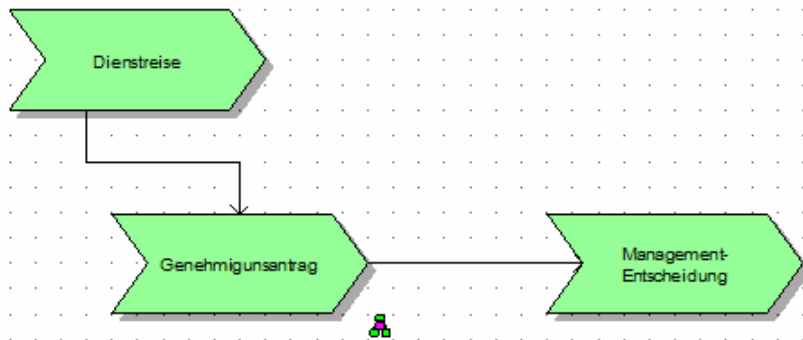 Dienstreise
Genehmigunsantrag
Management-
Entscheidung